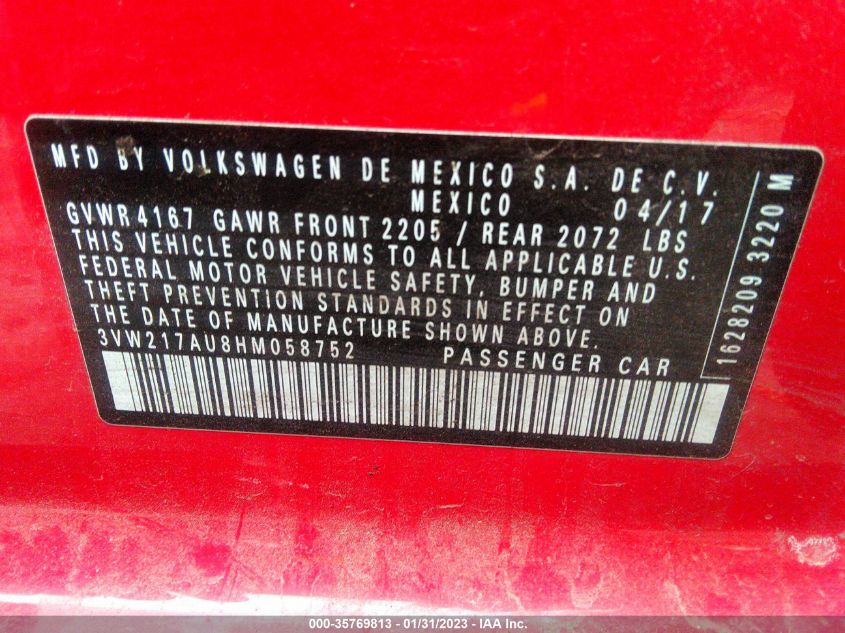 MFD BY VOLKSWAGEN DE MEXICO S.A. DE C.V.
MEXICO 04/17
GVWR 4167 GAWR FRONT 2205 / REAR 2072 LBS
THIS VEHICLE CONFORMS TO ALL APPLICABLE U.S.
FEDERAL MOTOR VEHICLE SAFETY, BUMPER AND
THEFT PREVENTION STANDARDS IN EFFECT ON
THE DATE OF MANUFACTURE SHOWN ABOVE.
3VW217AU8HM058752 PASSENGER CAR
1628209 3220 M
000-35769813 - 01/31/2023 - IAA Inc.